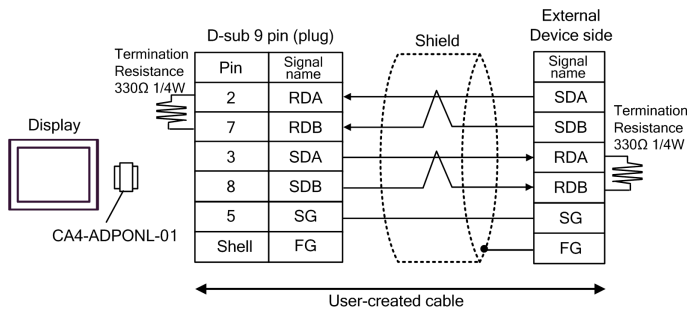 External
Device side
D-sub 9 pin (plug)
Shield
Termination
Resistance
330Ω 1/4W
Pin
Signal
name
Signal
name
2
RDA
SDA
7
RDB
SDB
Termination
Resistance
330Ω 1/4W
Display
3
SDA
RDA
8
SDB
RDB
5
SG
SG
CA4-ADPONL-01
Shell
FG
FG
User-created cable